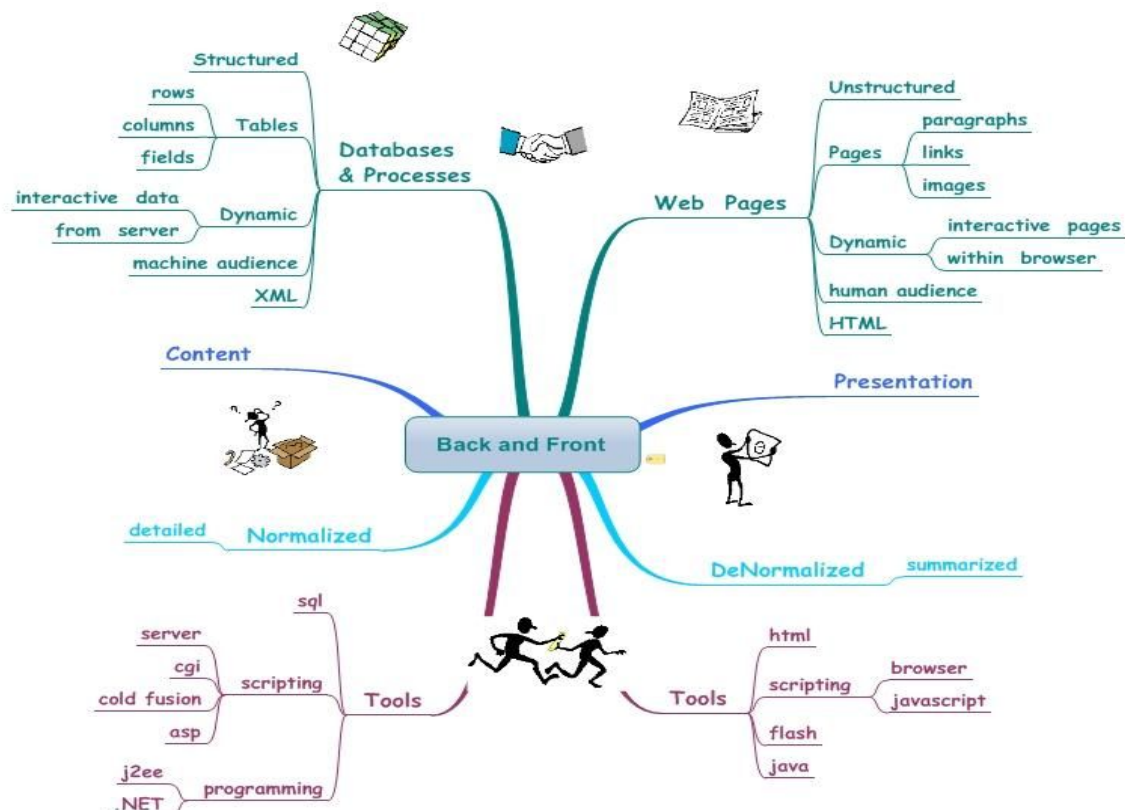 Structured
rows
columns
fields
Tables
Databases
& Processes
interactive data
from server
Dynamic
machine audience
XML
Unstructured
Pages
paragraphs
links
images
Web Pages
Dynamic
interactive pages
within browser
human audience
HTML
Content
Presentation
Back and Front
detailed
Normalized
DeNormalized
summarized
sql
server
cgi
cold fusion
asp
scripting
Tools
j2ee
.NET
programming
html
scripting
browser
javascript
Tools
flash
java